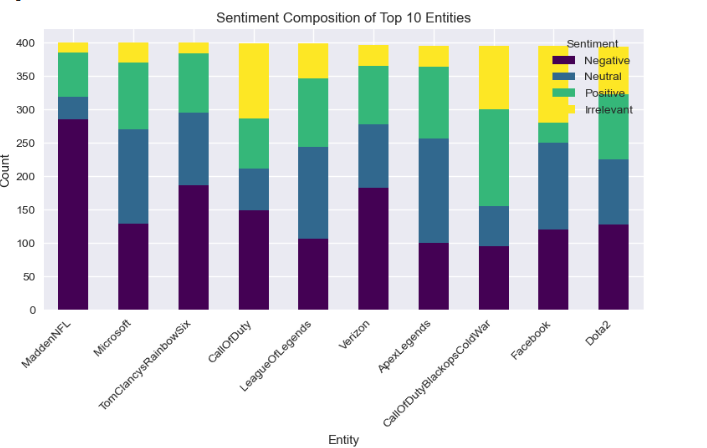 Sentiment Composition of Top 10 Entities
Sentiment
Negative
Neutral
Positive
Irrelevant
Count
400
350
300
250
200
150
100
50
0
MaddenNFL
Microsoft
TomClancysRainbowSix
CallOfDuty
LeagueOfLegends
Verizon
ApexLegends
CallOfDutyBlackopsColdWar
Facebook
Dota2
Entity